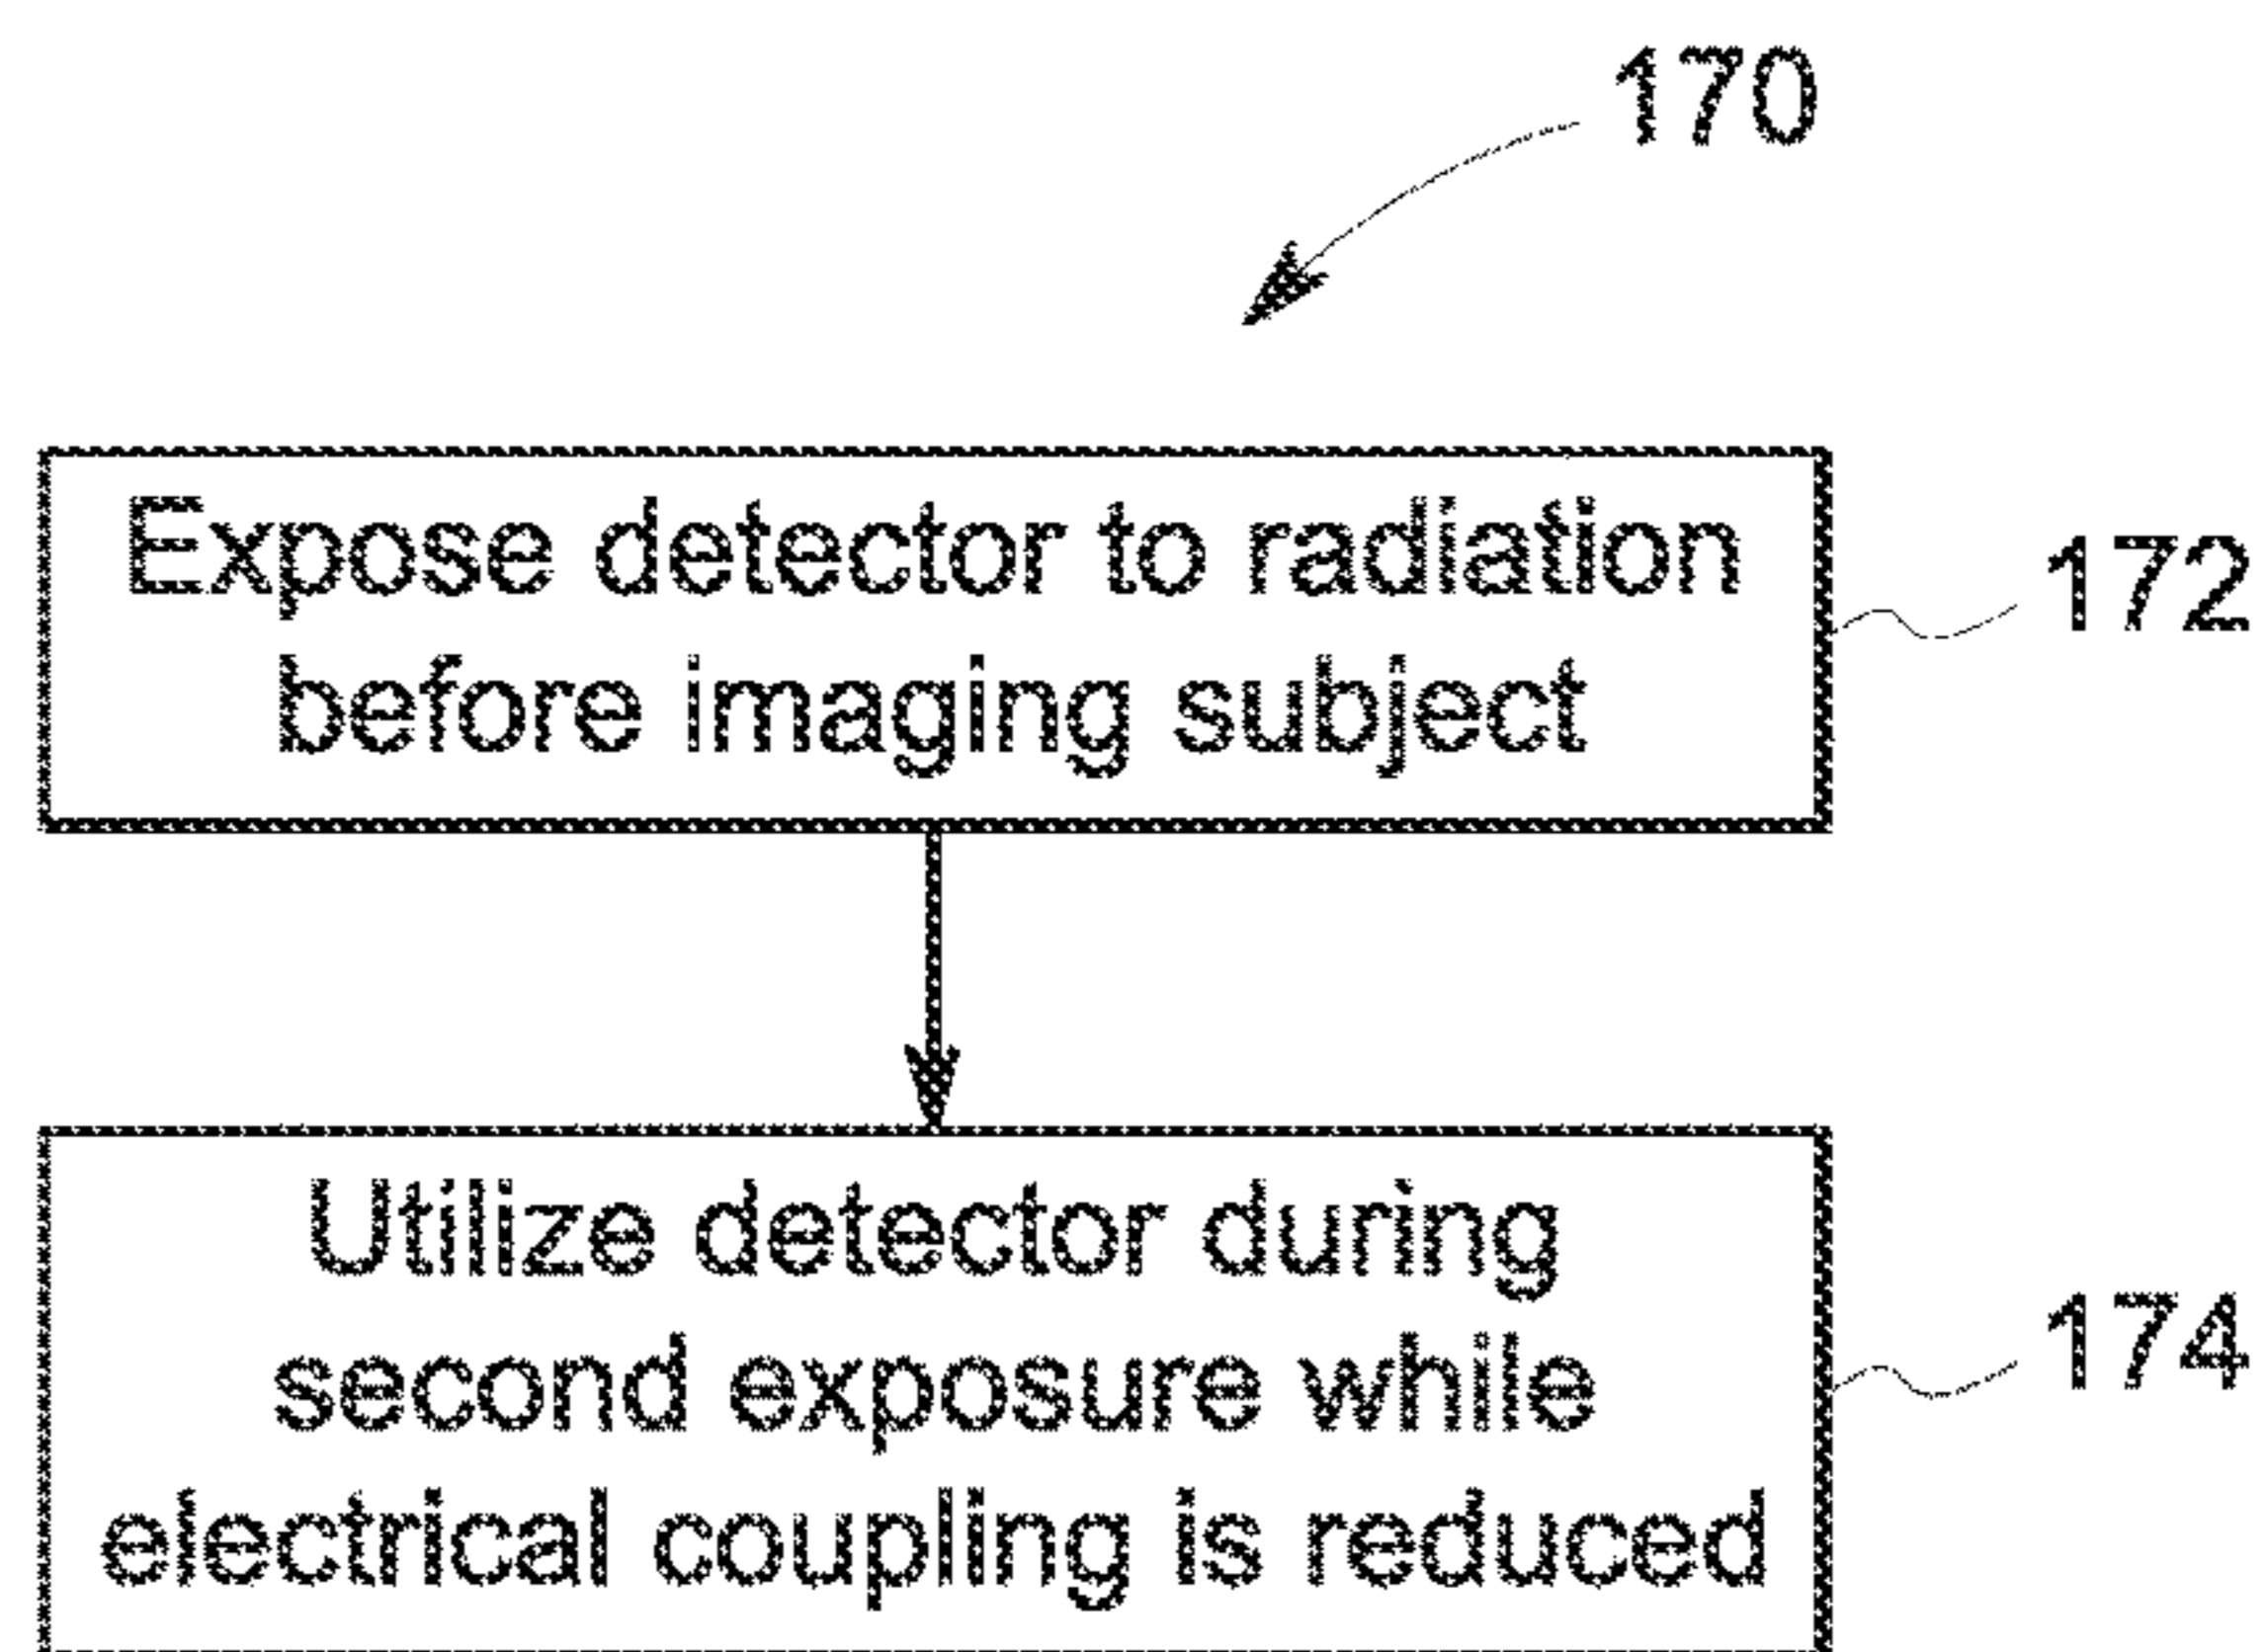 170
Expose detector to radiation
before imaging subject
172
Utilize detector during
second exposure while
electrical coupling is reduced
174